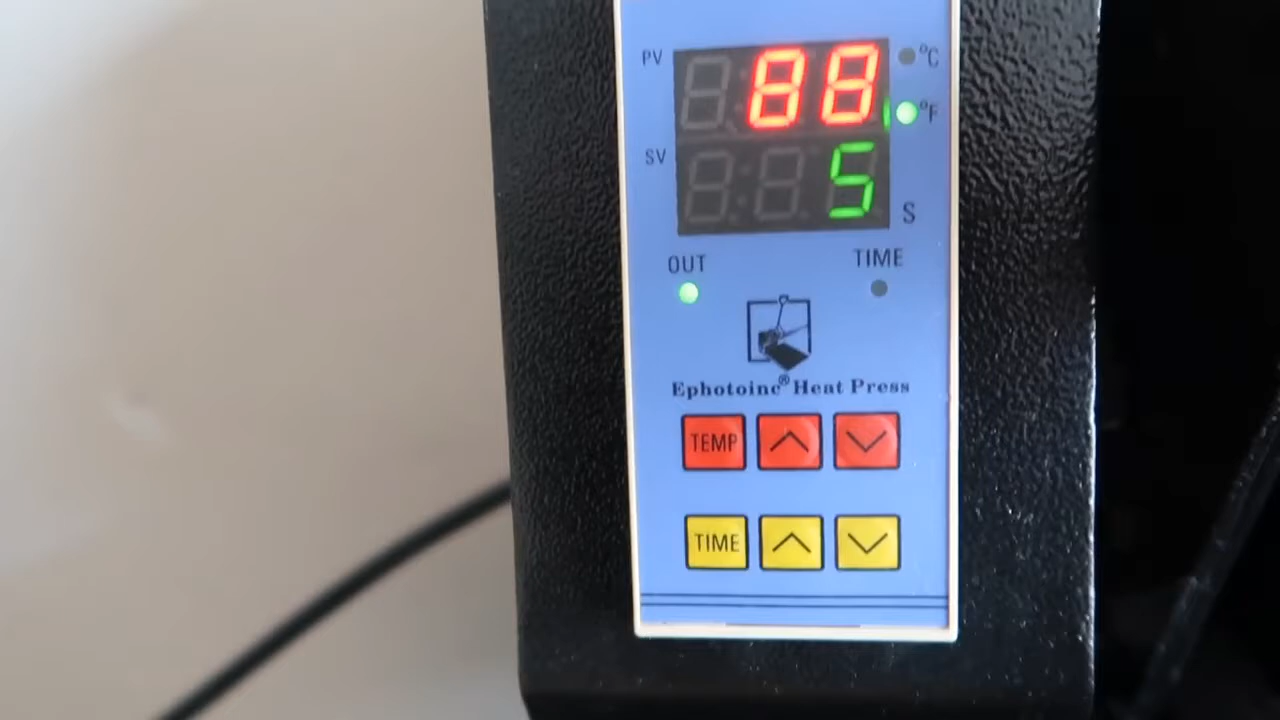 PV 88 °C
°F
SV 5 S
OUT TIME
Ephotoinc® Heat Press
TEMP
TIME